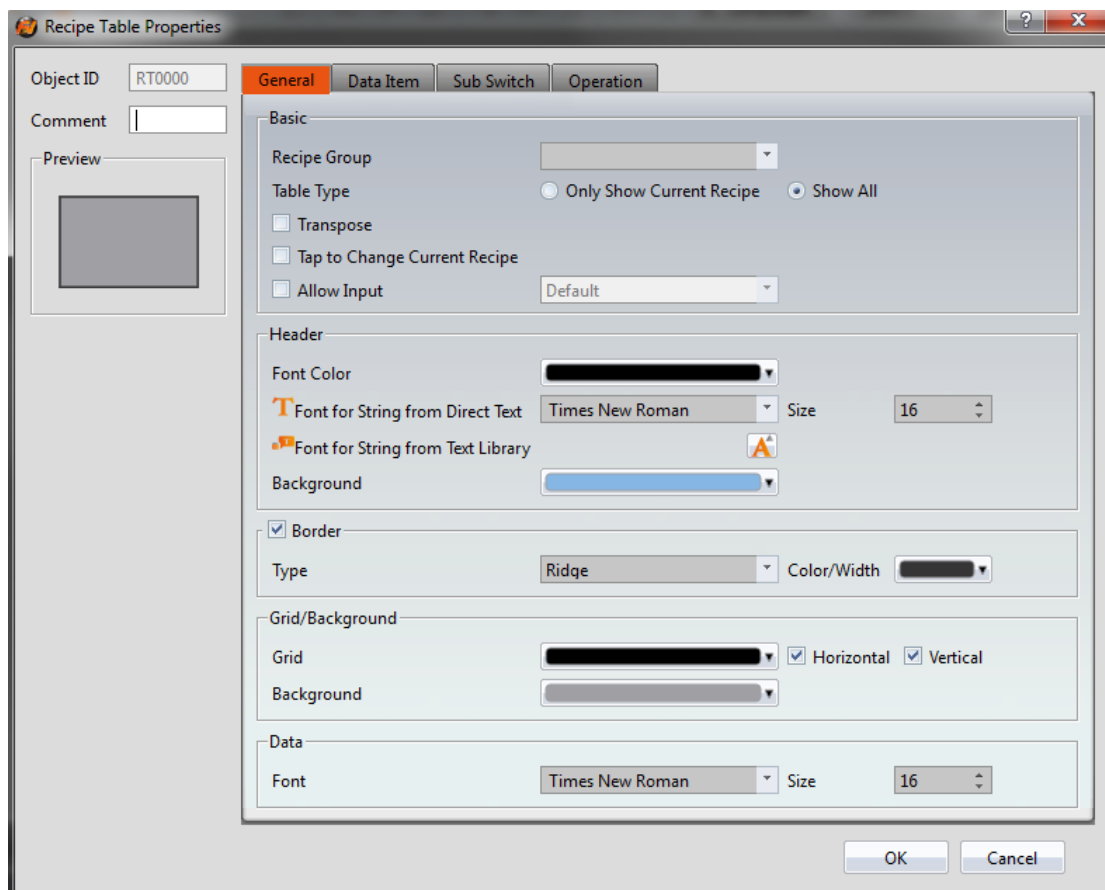 Recipe Table Properties
?
X
Object ID RT0000
Comment
Preview
General Data Item Sub Switch Operation
Basic
Recipe Group
Table Type Only Show Current Recipe Show All
Transpose
Tap to Change Current Recipe
Allow Input Default
Header
Font Color
T Font for String from Direct Text Times New Roman Size 16
Font for String from Text Library A
Background
Border
Type Ridge Color/Width
Grid/Background
Grid Horizontal Vertical
Background
Data
Font Times New Roman Size 16
OK Cancel